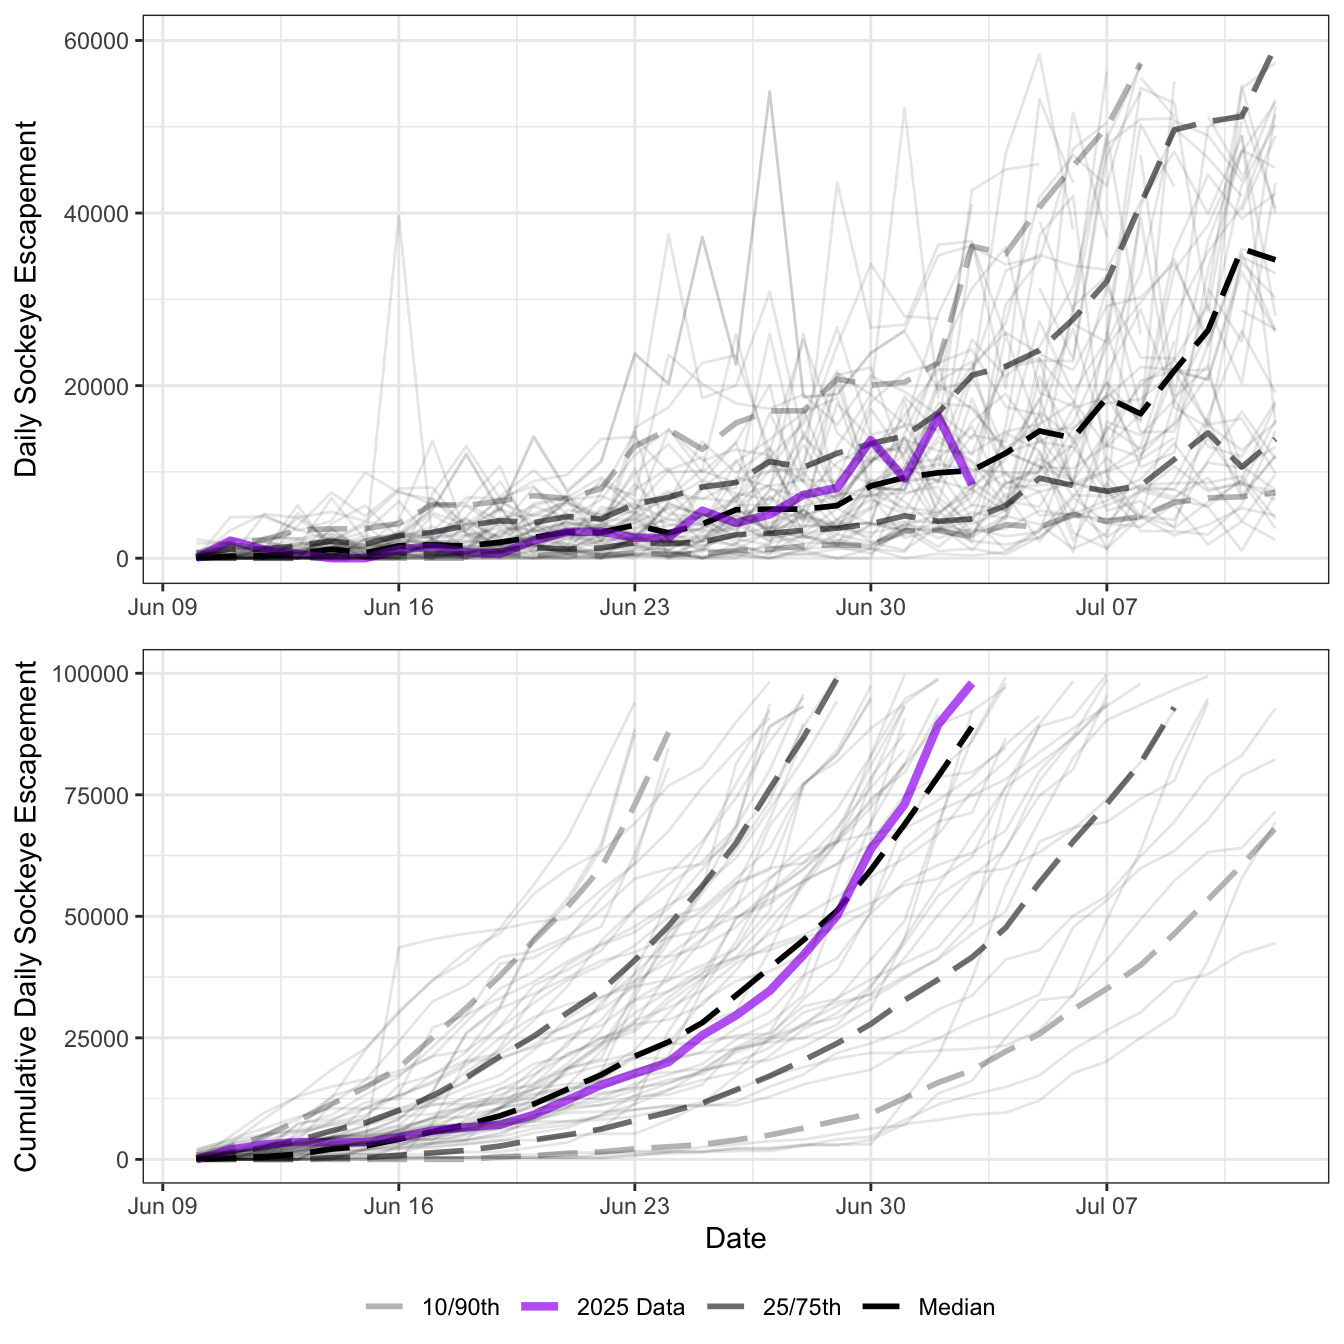 Daily Sockeye Escapement
60000
40000
20000
0
Jun 09 Jun 16 Jun 23 Jun 30 Jul 07
Cumulative Daily Sockeye Escapement
100000
75000
50000
25000
0
Jun 09 Jun 16 Jun 23 Jun 30 Jul 07
Date
10/90th 2025 Data 25/75th Median